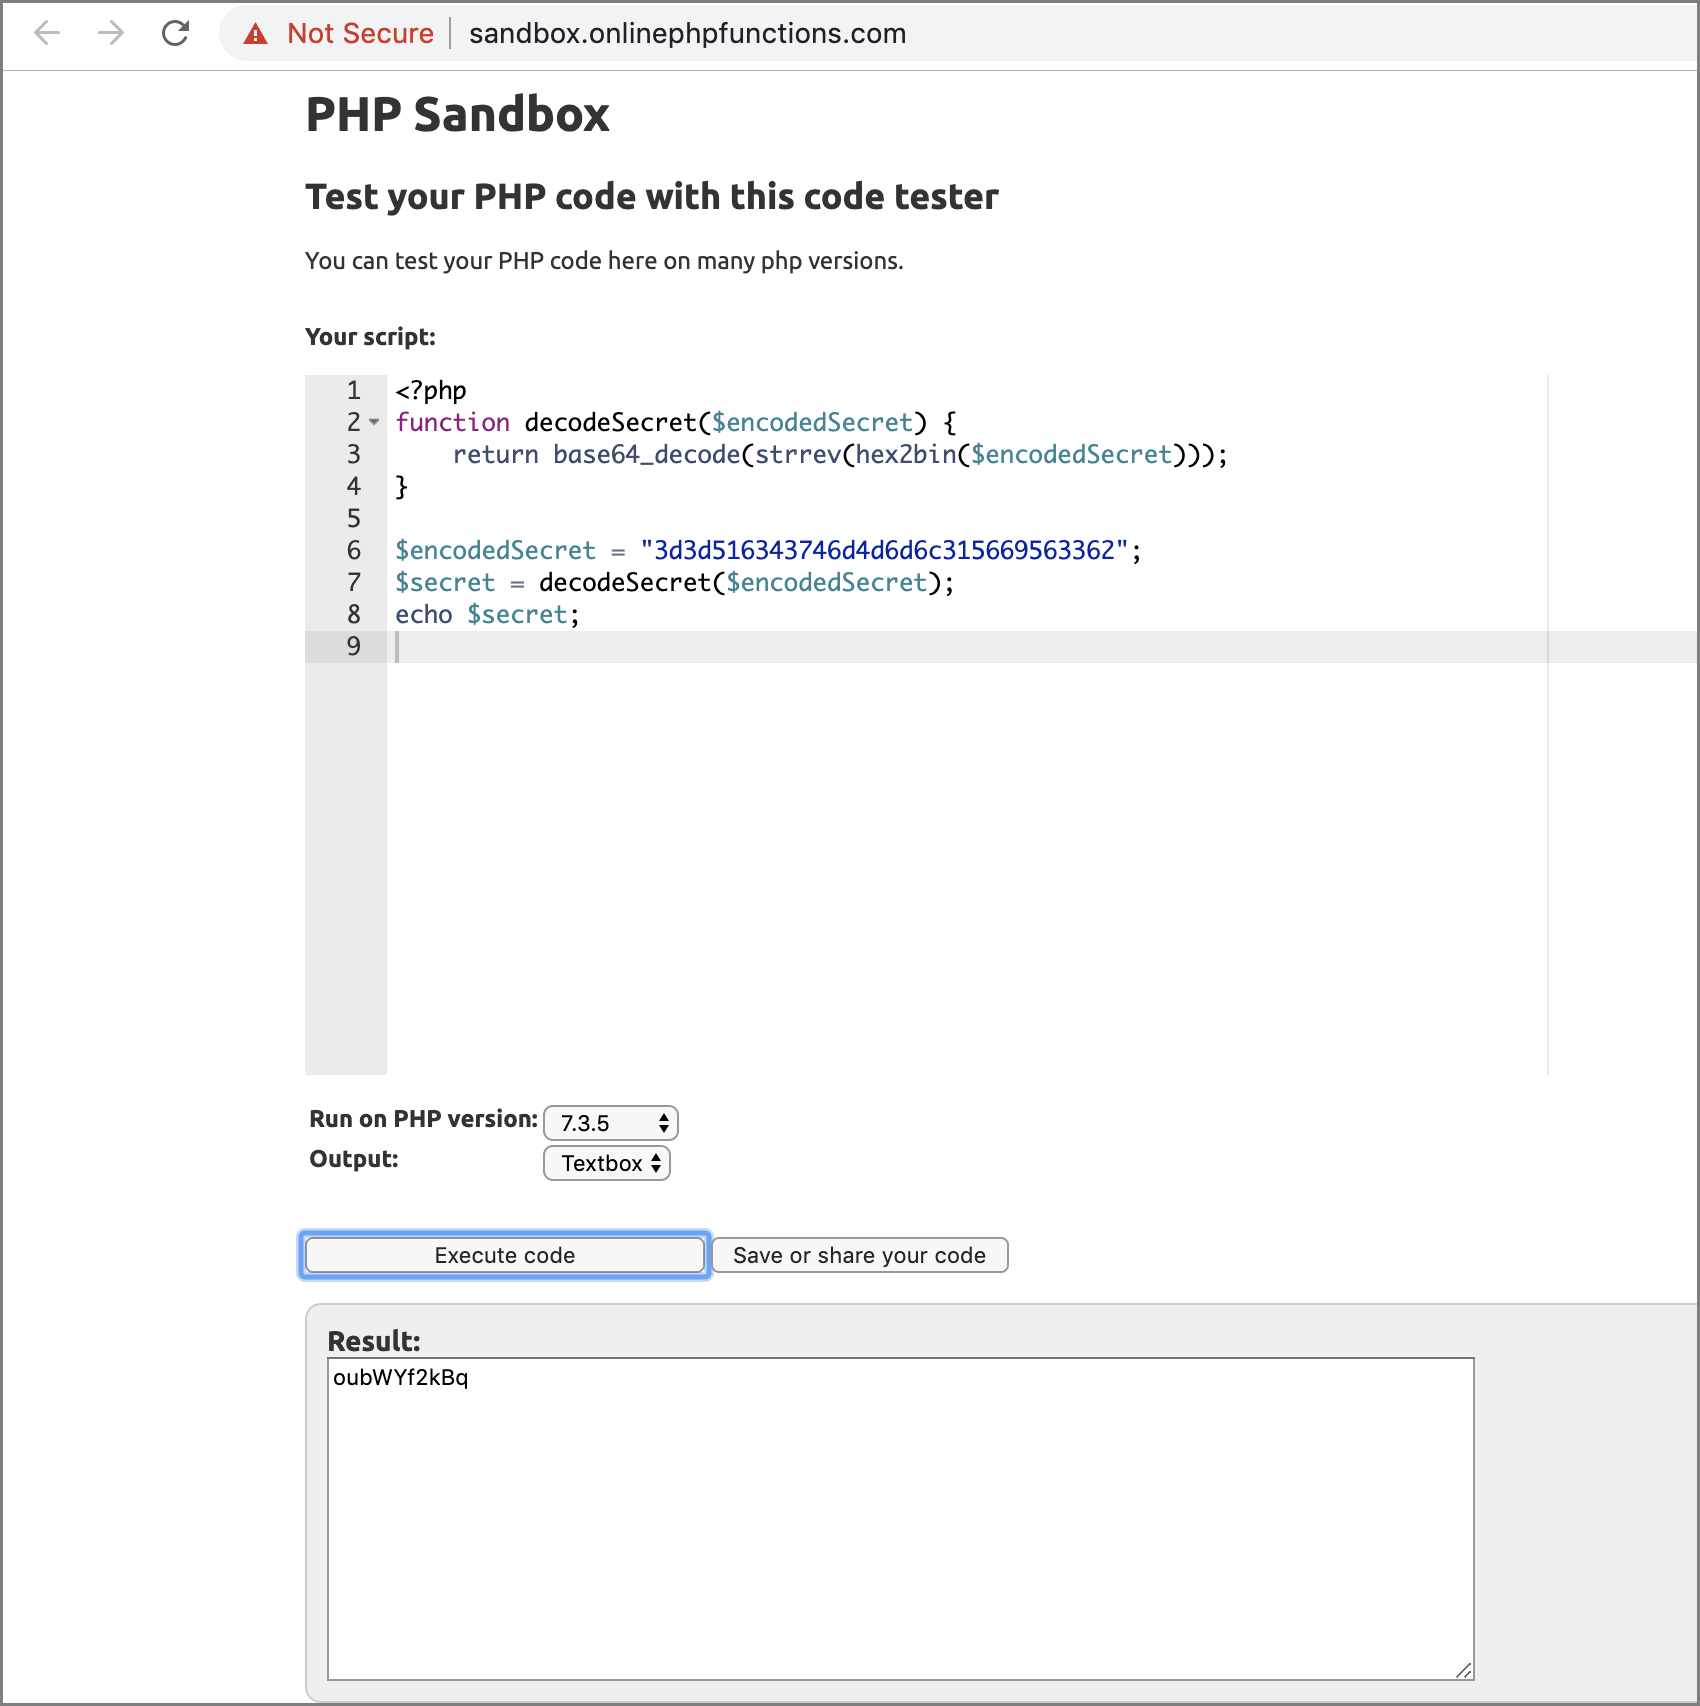 Not Secure | sandbox.onlinephpfunctions.com
PHP Sandbox
Test your PHP code with this code tester
You can test your PHP code here on many php versions.
Your script:
1 <?php
2 function decodeSecret($encodedSecret) {
3     return base64_decode(strrev(hex2bin($encodedSecret)));
4 }
5
6 $encodedSecret = "3d3d516343746d4d6d6c315669563362";
7 $secret = decodeSecret($encodedSecret);
8 echo $secret;
9
Run on PHP version: 7.3.5
Output: Textbox
Execute code Save or share your code
Result:
oubWYf2kBq